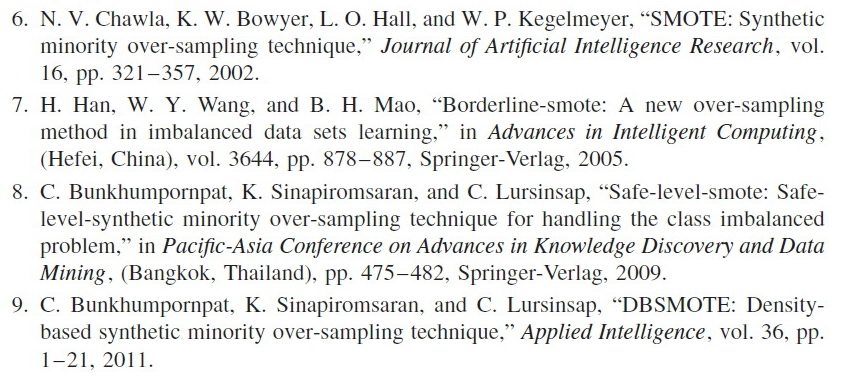 6. N. V. Chawla, K. W. Bowyer, L. O. Hall, and W. P. Kegelmeyer, “SMOTE: Synthetic
minority over-sampling technique,” Journal of Artificial Intelligence Research, vol.
16, pp. 321–357, 2002.
7. H. Han, W. Y. Wang, and B. H. Mao, “Borderline-smote: A new over-sampling
method in imbalanced data sets learning,” in Advances in Intelligent Computing,
(Hefei, China), vol. 3644, pp. 878–887, Springer-Verlag, 2005.
8. C. Bunkhumpornpat, K. Sinapiromsaran, and C. Lursinsap, “Safe-level-smote: Safe-
level-synthetic minority over-sampling technique for handling the class imbalanced
problem,” in Pacific-Asia Conference on Advances in Knowledge Discovery and Data
Mining, (Bangkok, Thailand), pp. 475–482, Springer-Verlag, 2009.
9. C. Bunkhumpornpat, K. Sinapiromsaran, and C. Lursinsap, “DBSMOTE: Density-
based synthetic minority over-sampling technique,” Applied Intelligence, vol. 36, pp.
1–21, 2011.